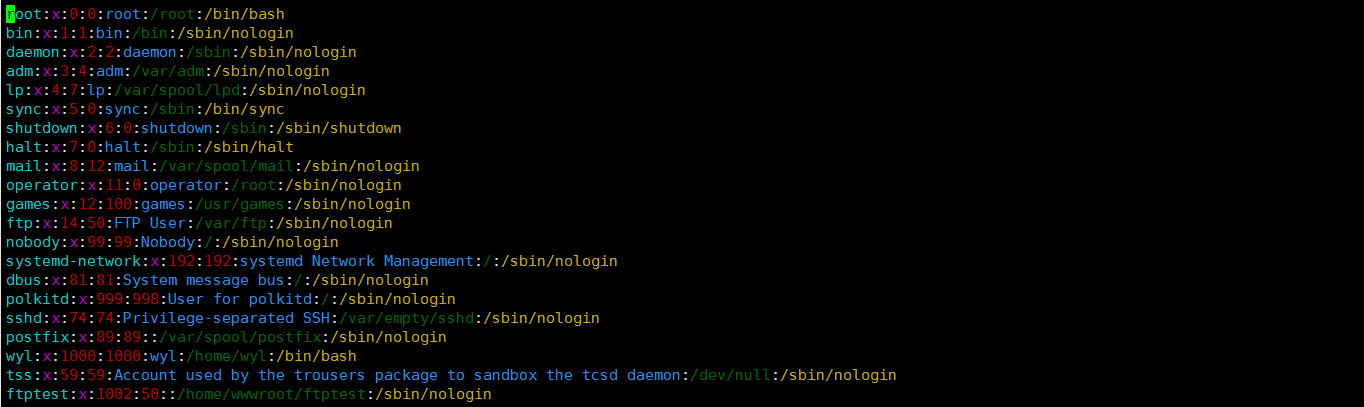 root:x:0:0:root:/root:/bin/bash
bin:x:1:1:bin:/bin:/sbin/nologin
daemon:x:2:2:daemon:/sbin:/sbin/nologin
adm:x:3:4:adm:/var/adm:/sbin/nologin
lp:x:4:7:lp:/var/spool/lpd:/sbin/nologin
sync:x:5:0:sync:/sbin:/bin/sync
shutdown:x:6:0:shutdown:/sbin:/sbin/shutdown
halt:x:7:0:halt:/sbin:/sbin/halt
mail:x:8:12:mail:/var/spool/mail:/sbin/nologin
operator:x:11:0:operator:/root:/sbin/nologin
games:x:12:100:games:/usr/games:/sbin/nologin
ftp:x:14:50:FTP User:/var/ftp:/sbin/nologin
nobody:x:99:99:Nobody:/:/sbin/nologin
systemd-network:x:192:192:systemd Network Management:/:/sbin/nologin
dbus:x:81:81:System message bus:/:/sbin/nologin
polkitd:x:999:998:User for polkitd:/:/sbin/nologin
sshd:x:74:74:Privilege-separated SSH:/var/empty/sshd:/sbin/nologin
postfix:x:89:89::/var/spool/postfix:/sbin/nologin
wyl:x:1000:1000:wyl:/home/wyl:/bin/bash
tss:x:59:59:Account used by the trousers package to sandbox the tcsd daemon:/dev/null:/sbin/nologin
ftptest:x:1002:50::/home/wwwroot/ftptest:/sbin/nologin